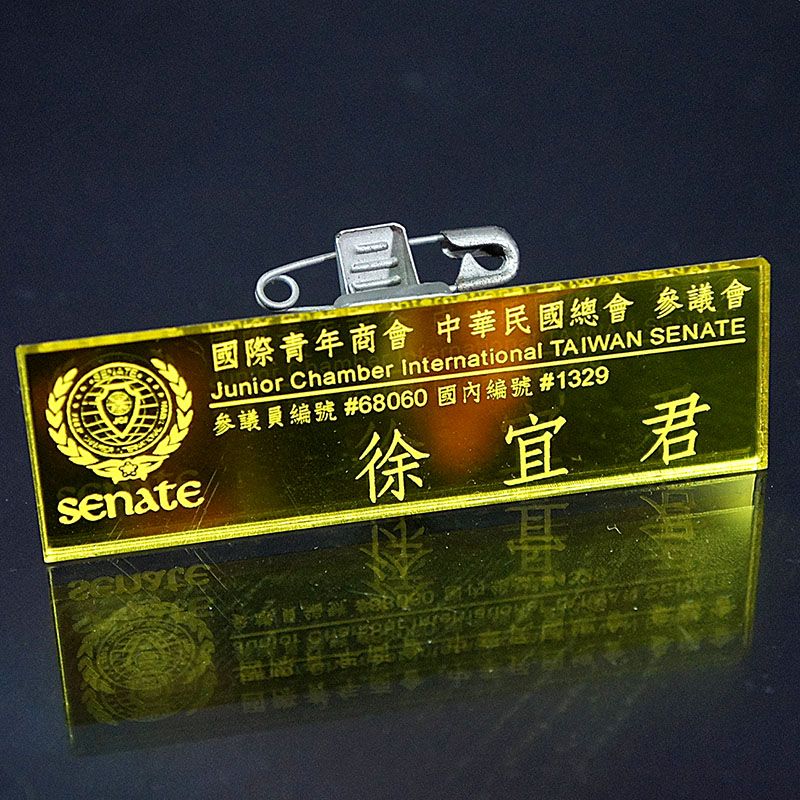 國際青年商會 中華民國總會 參議會
Junior Chamber International TAIWAN SENATE
參議員編號 #68060 國內編號 #1329
徐宜君
SENATE
senate